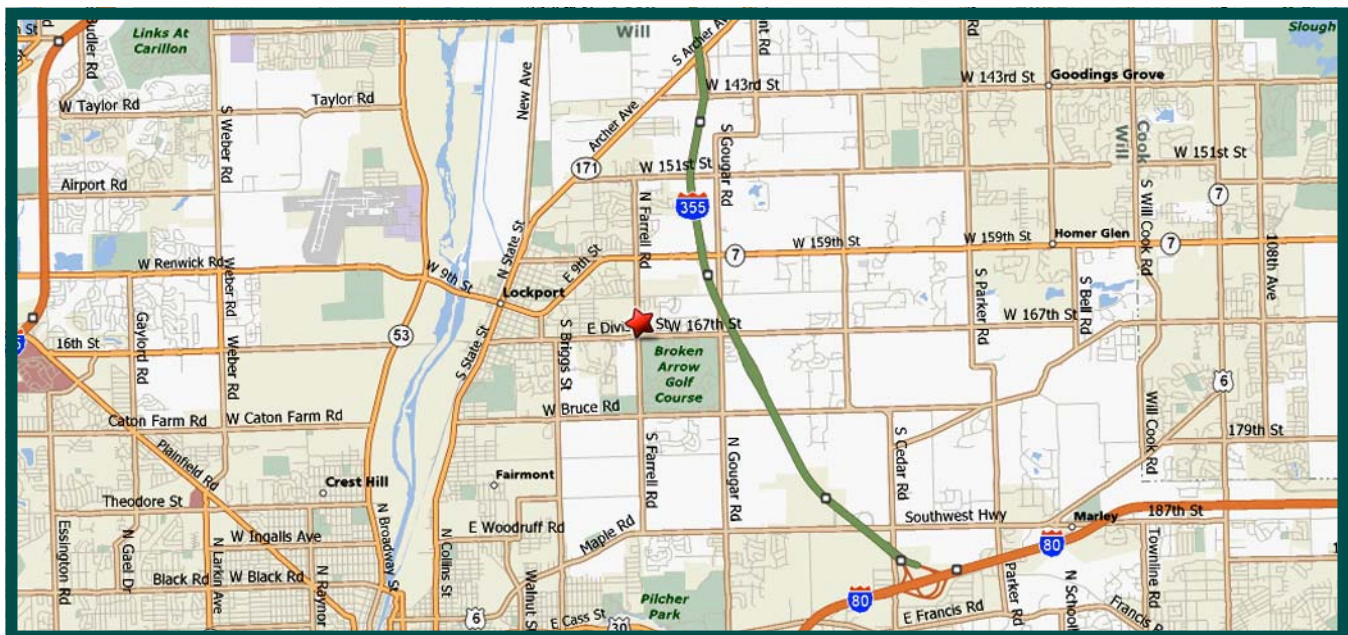 Links At
Carillon
Budler Rd
Will
S Archer Ave
W 143rd St
W 143rd St
Goodings Grove
Slough
W Taylor Rd
Taylor Rd
S Weber Rd
New Ave
Archer Ave
S Gougar Rd
Cook
Will
W 151st St
W 151st St
171
7
Airport Rd
N Farrell Rd
355
S Will Cook Rd
W 159th St
W 159th St
Homer Glen
7
7
108th Ave
W Renwick Rd
Weber Rd
W 9th St
N State St
E 9th St
Lockport
S Parker Rd
S Bell Rd
W 167th St
W 167th St
E Divis
St
Gaylord Rd
Weber Rd
53
16th St
S State St
S Briggs St
Broken
Arrow
Golf
Course
6
Will Cook Rd
Caton Farm Rd
W Caton Farm Rd
W Bruce Rd
179th St
Plainfield Rd
S Farrell Rd
N Gougar Rd
S Cedar Rd
Crest Hill
Fairmont
Theodore St
Essington Rd
N Gael Dr
N Larkin Ave
W Ingalls Ave
N Broadway St
N Collins St
E Woodruff Rd
Maple Rd
Southwest Hwy
Marley
187th St
80
Townline Rd
Black Rd
W Black Rd
N Raynor
Walnut St
Pilcher
Park
80
Parker Rd
N School
6
E Cass St
30
E Francis Rd
Francis R